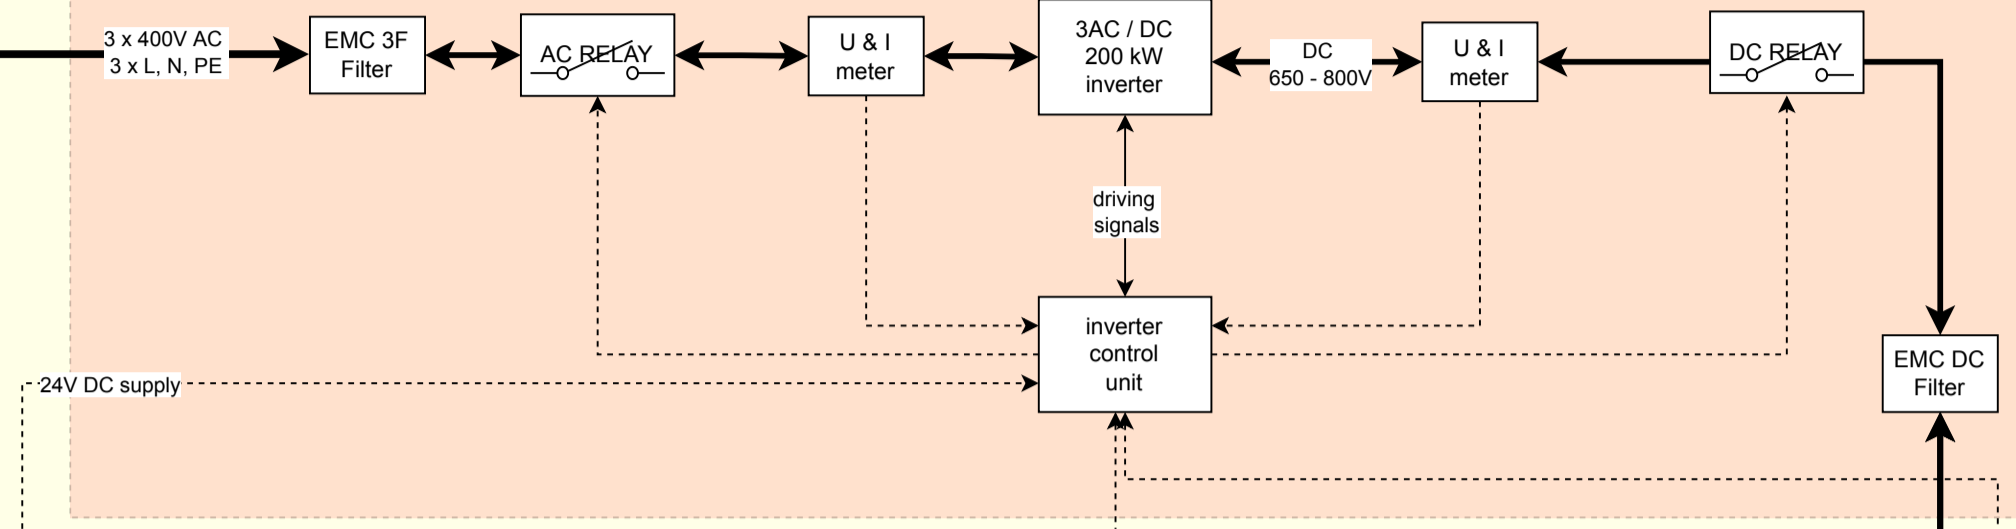 3 x 400V AC
3 x L, N, PE
EMC 3F
Filter
AC RELAY
U & I
meter
3AC / DC
200 kW
inverter
DC
650 - 800V
U & I
meter
DC RELAY
driving
signals
inverter
control
unit
24V DC supply
EMC DC
Filter